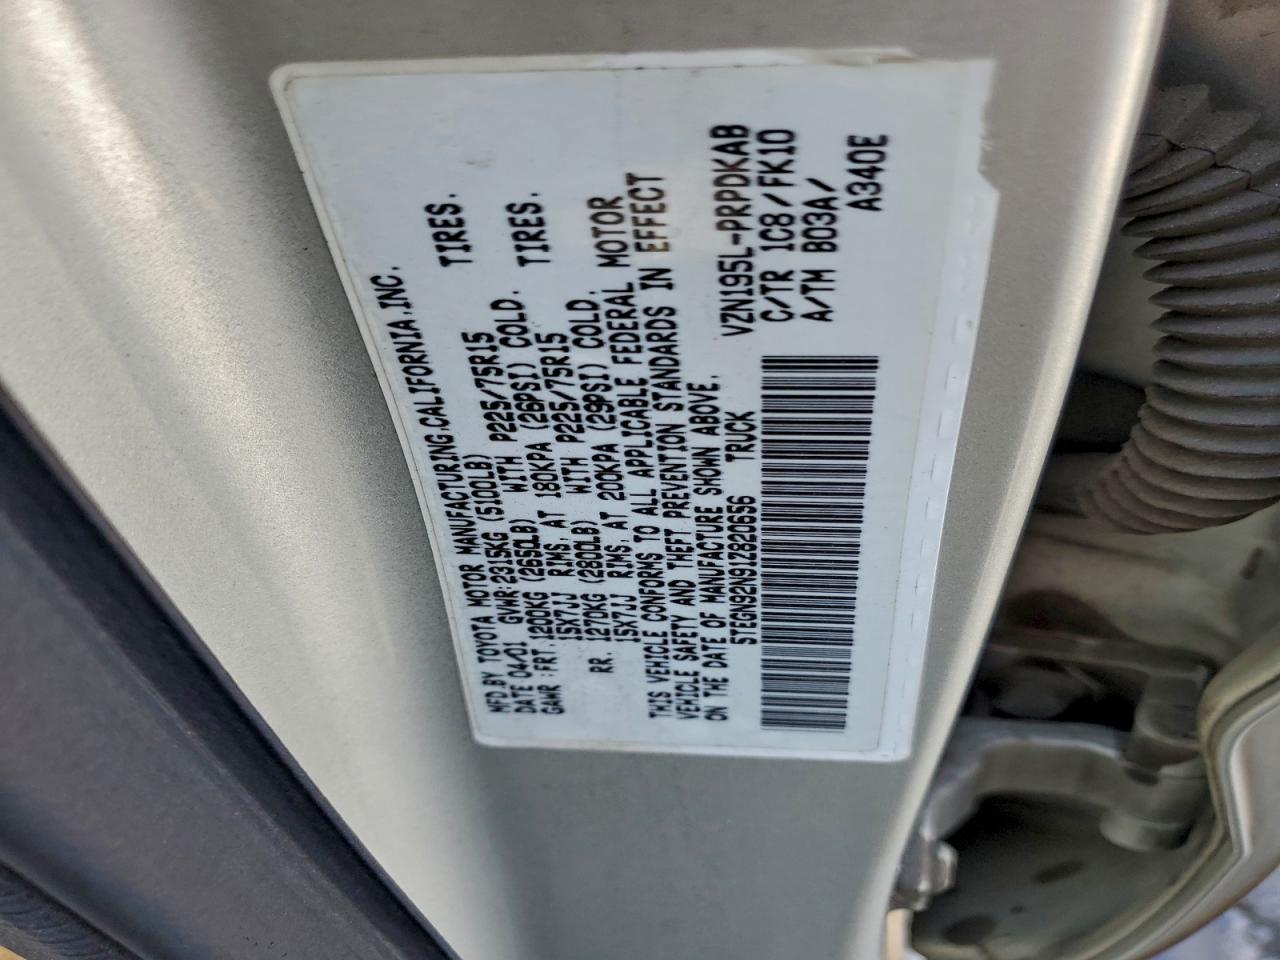 MFD.BY TOYOTA MOTOR MANUFACTURING,CALIFORNIA,INC.
DATE 04/01 GVWR:2315KG (5100LB)
GAWR:FRT.1200KG (2650LB) WITH P225/75R15 TIRES.
15X7JJ RIMS,AT 180KPA (26PSI) COLD.
RR.1270KG (2800LB) WITH P225/75R15 TIRES.
15X7JJ RIMS,AT 200KPA (29PSI) COLD.
THIS VEHICLE CONFORMS TO ALL APPLICABLE FEDERAL MOTOR
VEHICLE SAFETY AND THEFT PREVENTION STANDARDS IN EFFECT
ON THE DATE OF MANUFACTURE SHOWN ABOVE.
5TEGN92N91Z820656 TRUCK
VZN195L-PRPDKAB
C/TR 1C8/FK10
A/TM B03A/
A340E